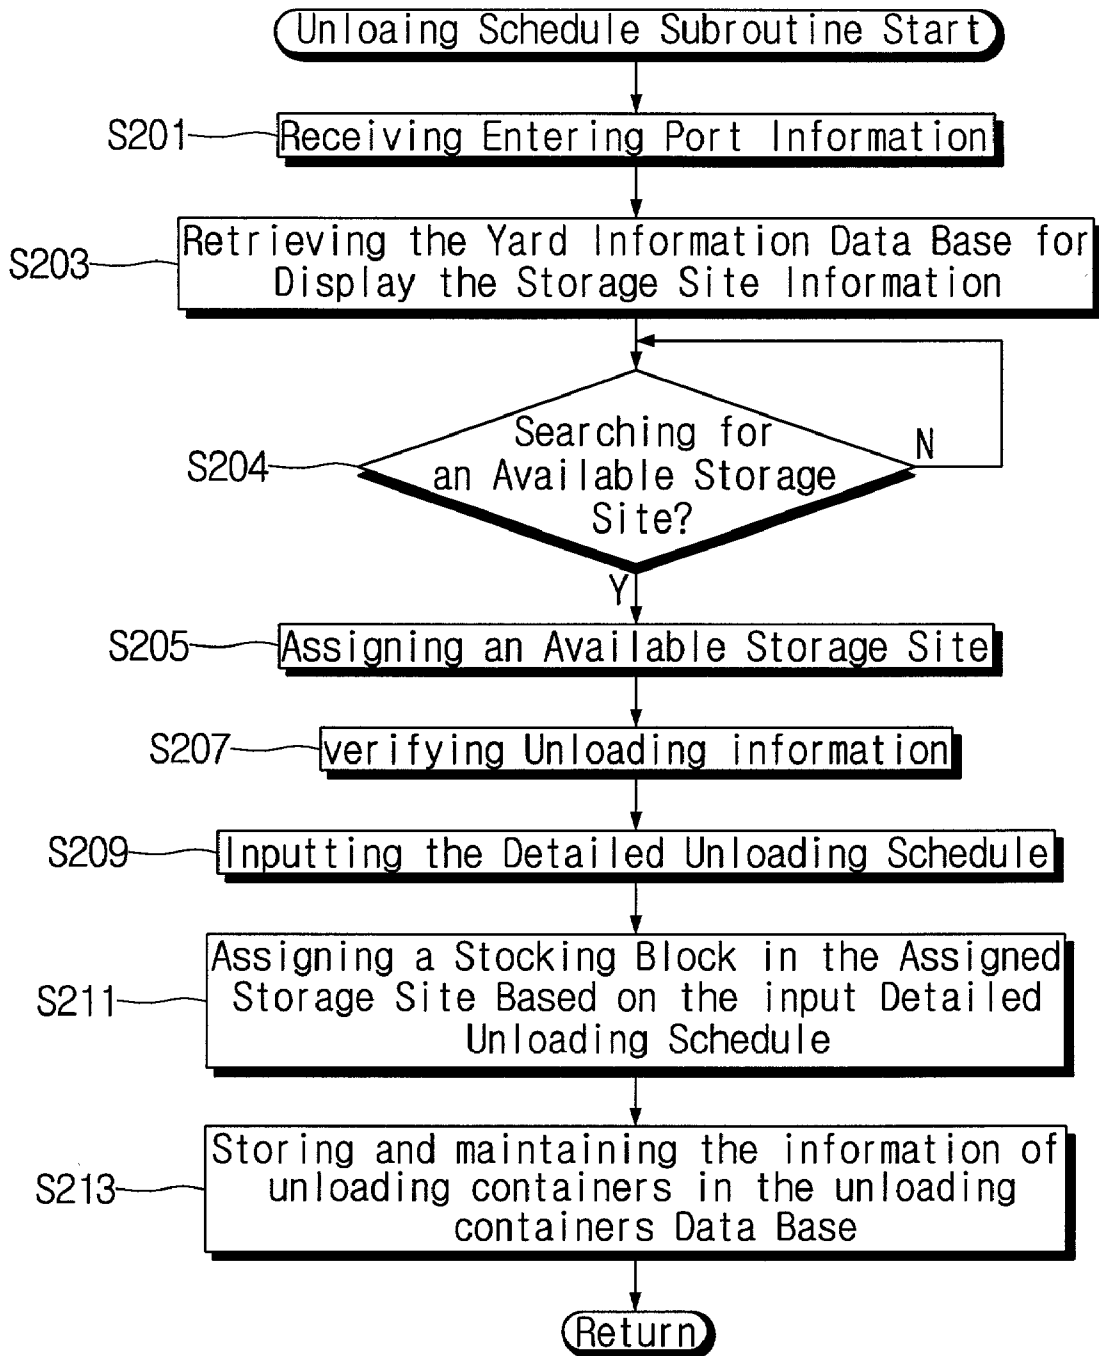 Unloaing Schedule Subroutine Start
S201
Receiving Entering Port Information
S203
Retrieving the Yard Information Data Base for
Display the Storage Site Information
S204
Searching for
an Available Storage
Site?
N
Y
S205
Assigning an Available Storage Site
S207
verifying Unloading information
S209
Inputting the Detailed Unloading Schedule
S211
Assigning a Stocking Block in the Assigned
Storage Site Based on the input Detailed
Unloading Schedule
S213
Storing and maintaining the information of
unloading containers in the unloading
containers Data Base
Return